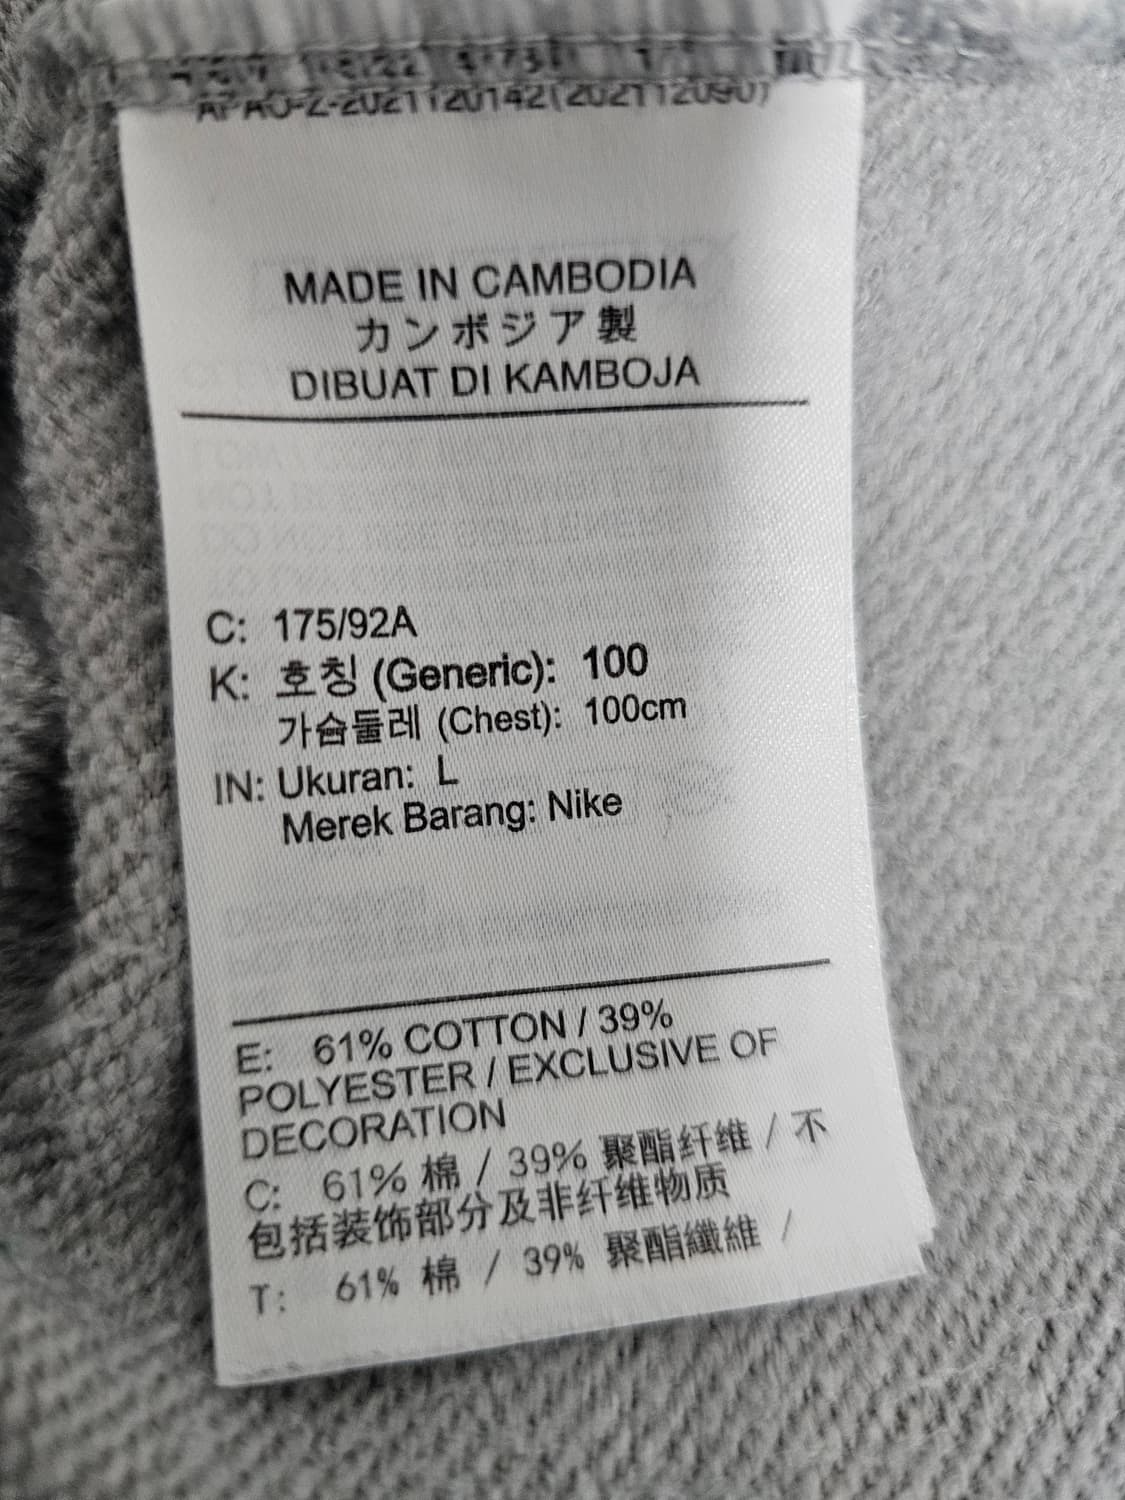 APAC-Z-2021120142(202112090)
MADE IN CAMBODIA
カンボジア製
DIBUAT DI KAMBOJA
C: 175/92A
K: 호칭 (Generic): 100
가슴둘레 (Chest): 100cm
IN: Ukuran: L
Merek Barang: Nike
E: 61% COTTON / 39%
POLYESTER / EXCLUSIVE OF
DECORATION
C: 61% 棉 / 39% 聚酯纤维 / 不
包括装饰部分及非纤维物质
T: 61% 棉 / 39% 聚酯纖維 /